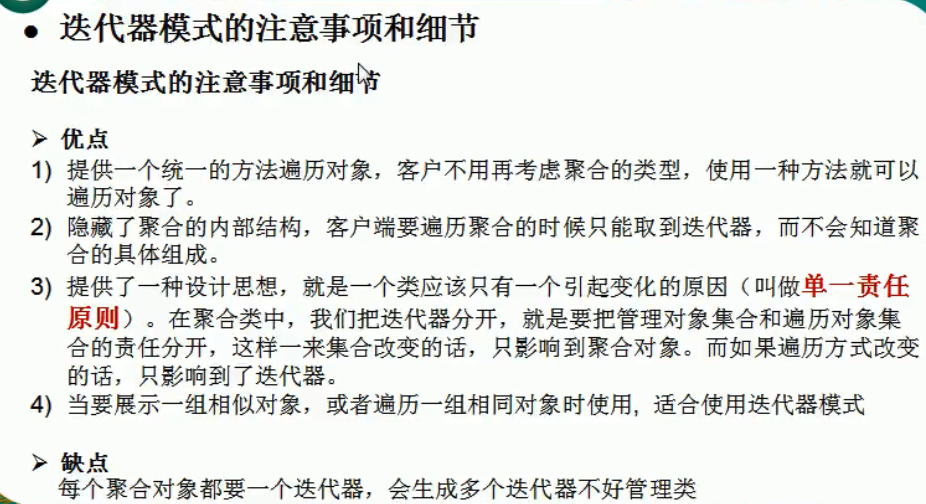 ● 迭代器模式的注意事项和细节
迭代器模式的注意事项和细节
➢ 优点
1) 提供一个统一的方法遍历对象，客户不用再考虑聚合的类型，使用一种方法就可以
遍历对象了。
2) 隐藏了聚合的内部结构，客户端要遍历聚合的时候只能取到迭代器，而不会知道聚
合的具体组成。
3) 提供了一种设计思想，就是一个类应该只有一个引起变化的原因（叫做单一责任
原则）。在聚合类中，我们把迭代器分开，就是要把管理对象集合和遍历对象集
合的责任分开，这样一来集合改变的话，只影响到聚合对象。而如果遍历方式改变
的话，只影响到了迭代器。
4) 当要展示一组相似对象，或者遍历一组相同对象时使用, 适合使用迭代器模式
➢ 缺点
每个聚合对象都要一个迭代器，会生成多个迭代器不好管理类